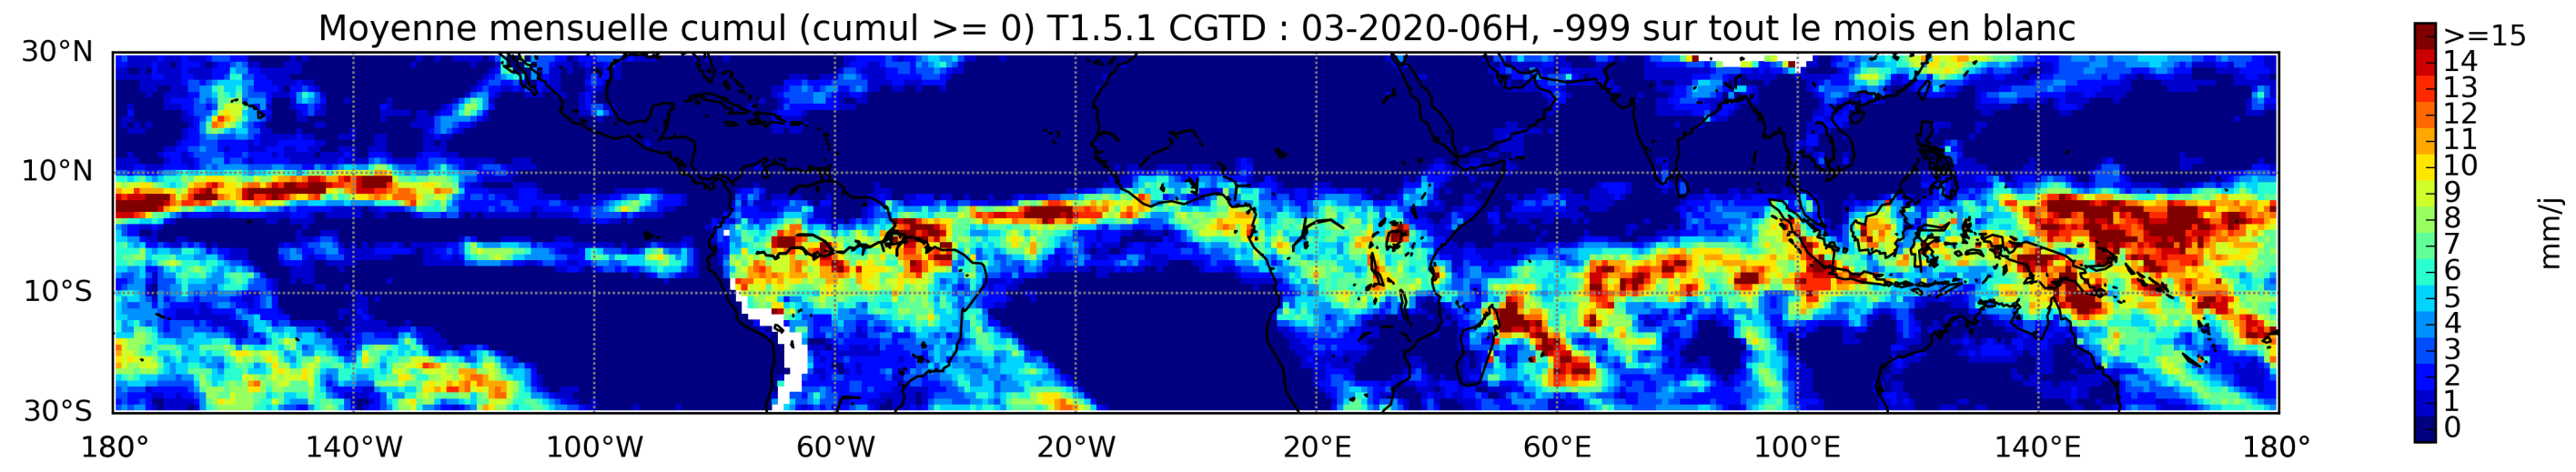 Moyenne mensuelle cumul (cumul >= 0) T1.5.1 CGTD : 03-2020-06H, -999 sur tout le mois en blanc
30°N
10°N
10°S
30°S
180° 140°W 100°W 60°W 20°W 20°E 60°E 100°E 140°E 180°
>=15
14
13
12
11
10
9
8
7
6
5
4
3
2
1
0
mm/j